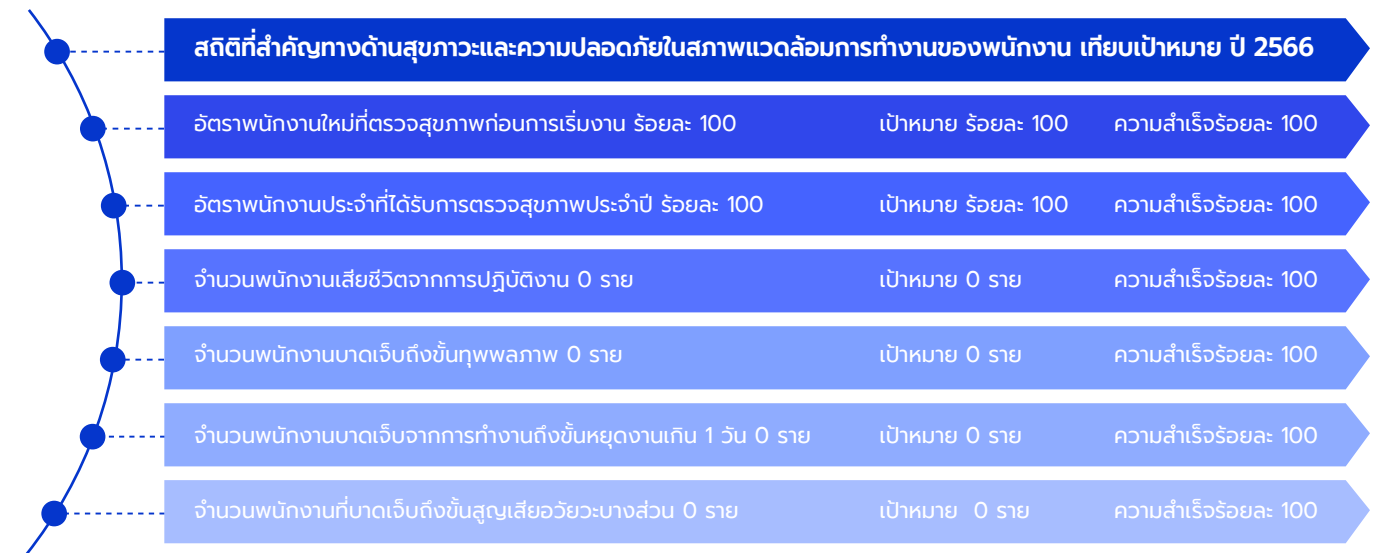 สถิติที่สำคัญทางด้านสุขภาวะและความปลอดภัยในสภาพแวดล้อมการทำงานของพนักงาน เทียบเป้าหมาย ปี 2566
อัตราพนักงานใหม่ที่ตรวจสุขภาพก่อนการเริ่มงาน ร้อยละ 100 เป้าหมาย ร้อยละ 100 ความสำเร็จร้อยละ 100
อัตราพนักงานประจำที่ได้รับการตรวจสุขภาพประจำปี ร้อยละ 100 เป้าหมาย ร้อยละ 100 ความสำเร็จร้อยละ 100
จำนวนพนักงานเสียชีวิตจากการปฏิบัติงาน 0 ราย เป้าหมาย 0 ราย ความสำเร็จร้อยละ 100
จำนวนพนักงานบาดเจ็บถึงขั้นทุพพลภาพ 0 ราย เป้าหมาย 0 ราย ความสำเร็จร้อยละ 100
จำนวนพนักงานบาดเจ็บจากการทำงานถึงขั้นหยุดงานเกิน 1 วัน 0 ราย เป้าหมาย 0 ราย ความสำเร็จร้อยละ 100
จำนวนพนักงานที่บาดเจ็บถึงขั้นสูญเสียอวัยวะบางส่วน 0 ราย เป้าหมาย 0 ราย ความสำเร็จร้อยละ 100